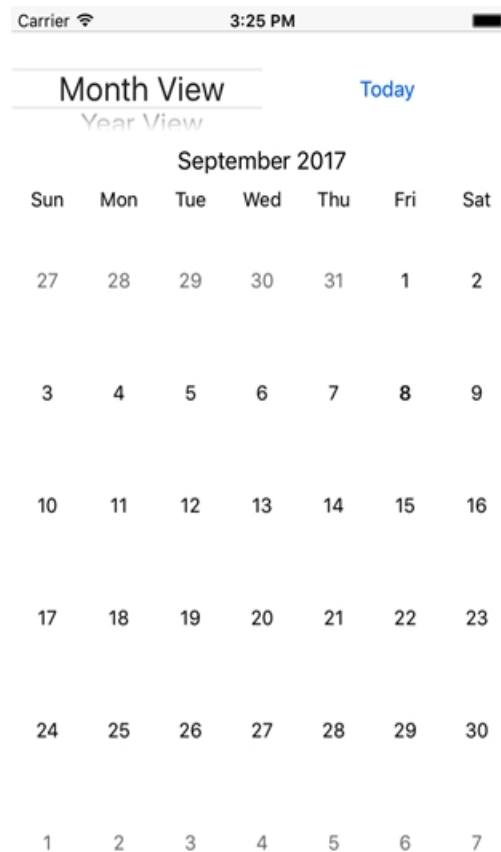 Carrier 3:25 PM
Month View Today
Year View
September 2017
Sun Mon Tue Wed Thu Fri Sat
27 28 29 30 31 1 2
3 4 5 6 7 8 9
10 11 12 13 14 15 16
17 18 19 20 21 22 23
24 25 26 27 28 29 30
1 2 3 4 5 6 7